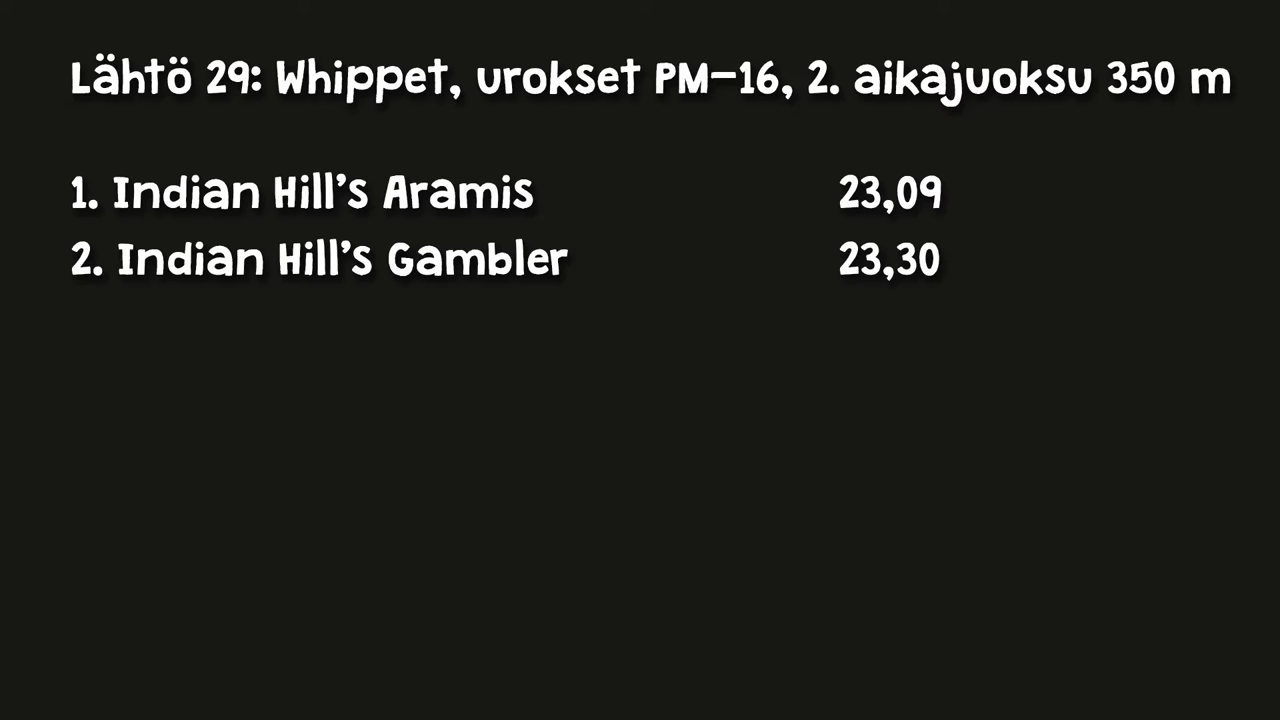 Lähtö 29: Whippet, urokset PM-16, 2. aikajuoksu 350 m
1. Indian Hill's Aramis 23,09
2. Indian Hill's Gambler 23,30